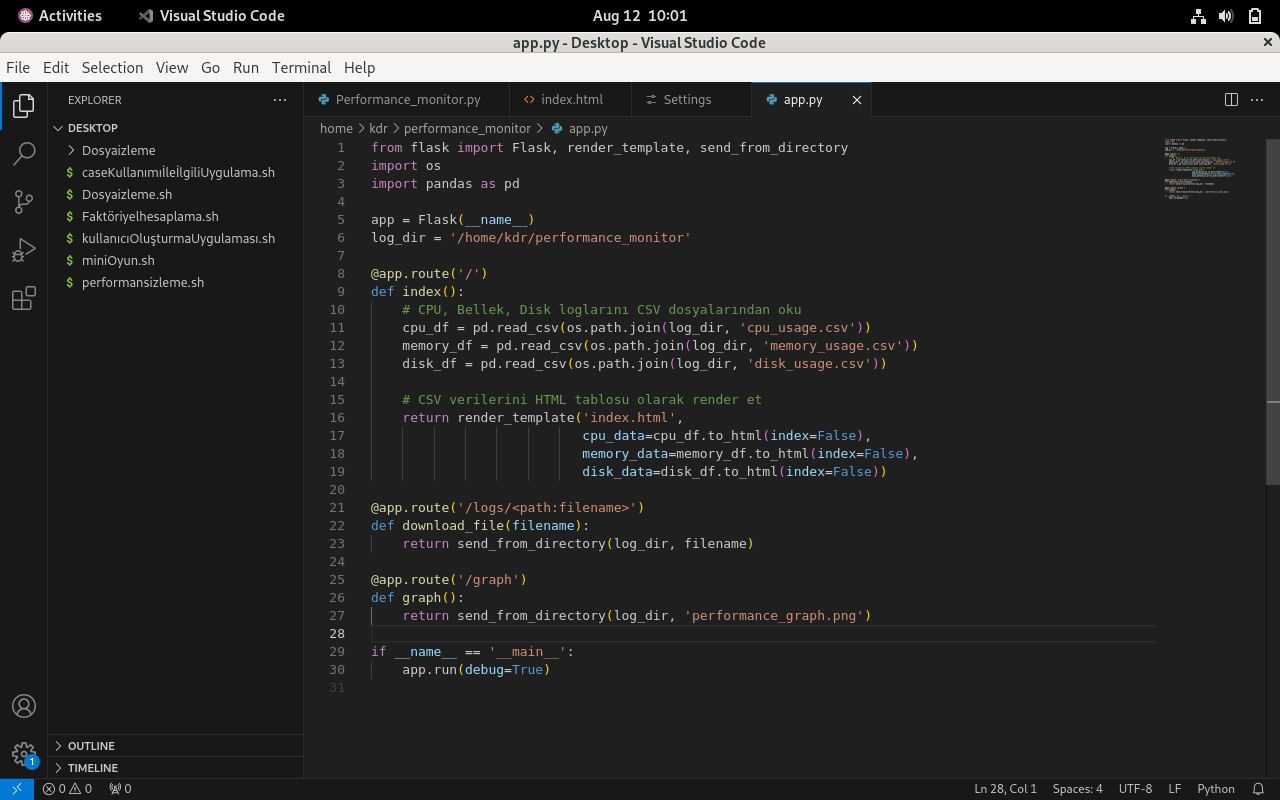 Activities
Visual Studio Code
Aug 12 10:01
app.py - Desktop - Visual Studio Code
File Edit Selection View Go Run Terminal Help
EXPLORER
DESKTOP
Dosyaizleme
caseKullanımıİleİlgiliUygulama.sh
Dosyaizleme.sh
Faktöriyelhesaplama.sh
kullanıcıOluşturmaUygulaması.sh
miniOyun.sh
performansizleme.sh
OUTLINE
TIMELINE
1
Performance_monitor.py index.html Settings app.py
home > kdr > performance_monitor > app.py
1 from flask import Flask, render_template, send_from_directory
2 import os
3 import pandas as pd
4
5 app = Flask(__name__)
6 log_dir = '/home/kdr/performance_monitor'
7
8 @app.route('/')
9 def index():
10     # CPU, Bellek, Disk loglarını CSV dosyalarından oku
11     cpu_df = pd.read_csv(os.path.join(log_dir, 'cpu_usage.csv'))
12     memory_df = pd.read_csv(os.path.join(log_dir, 'memory_usage.csv'))
13     disk_df = pd.read_csv(os.path.join(log_dir, 'disk_usage.csv'))
14
15     # CSV verilerini HTML tablosu olarak render et
16     return render_template('index.html',
17                            cpu_data=cpu_df.to_html(index=False),
18                            memory_data=memory_df.to_html(index=False),
19                            disk_data=disk_df.to_html(index=False))
20
21 @app.route('/logs/<path:filename>')
22 def download_file(filename):
23     return send_from_directory(log_dir, filename)
24
25 @app.route('/graph')
26 def graph():
27     return send_from_directory(log_dir, 'performance_graph.png')
28
29 if __name__ == '__main__':
30     app.run(debug=True)
31
0 0 0 Ln 28, Col 1 Spaces: 4 UTF-8 LF Python